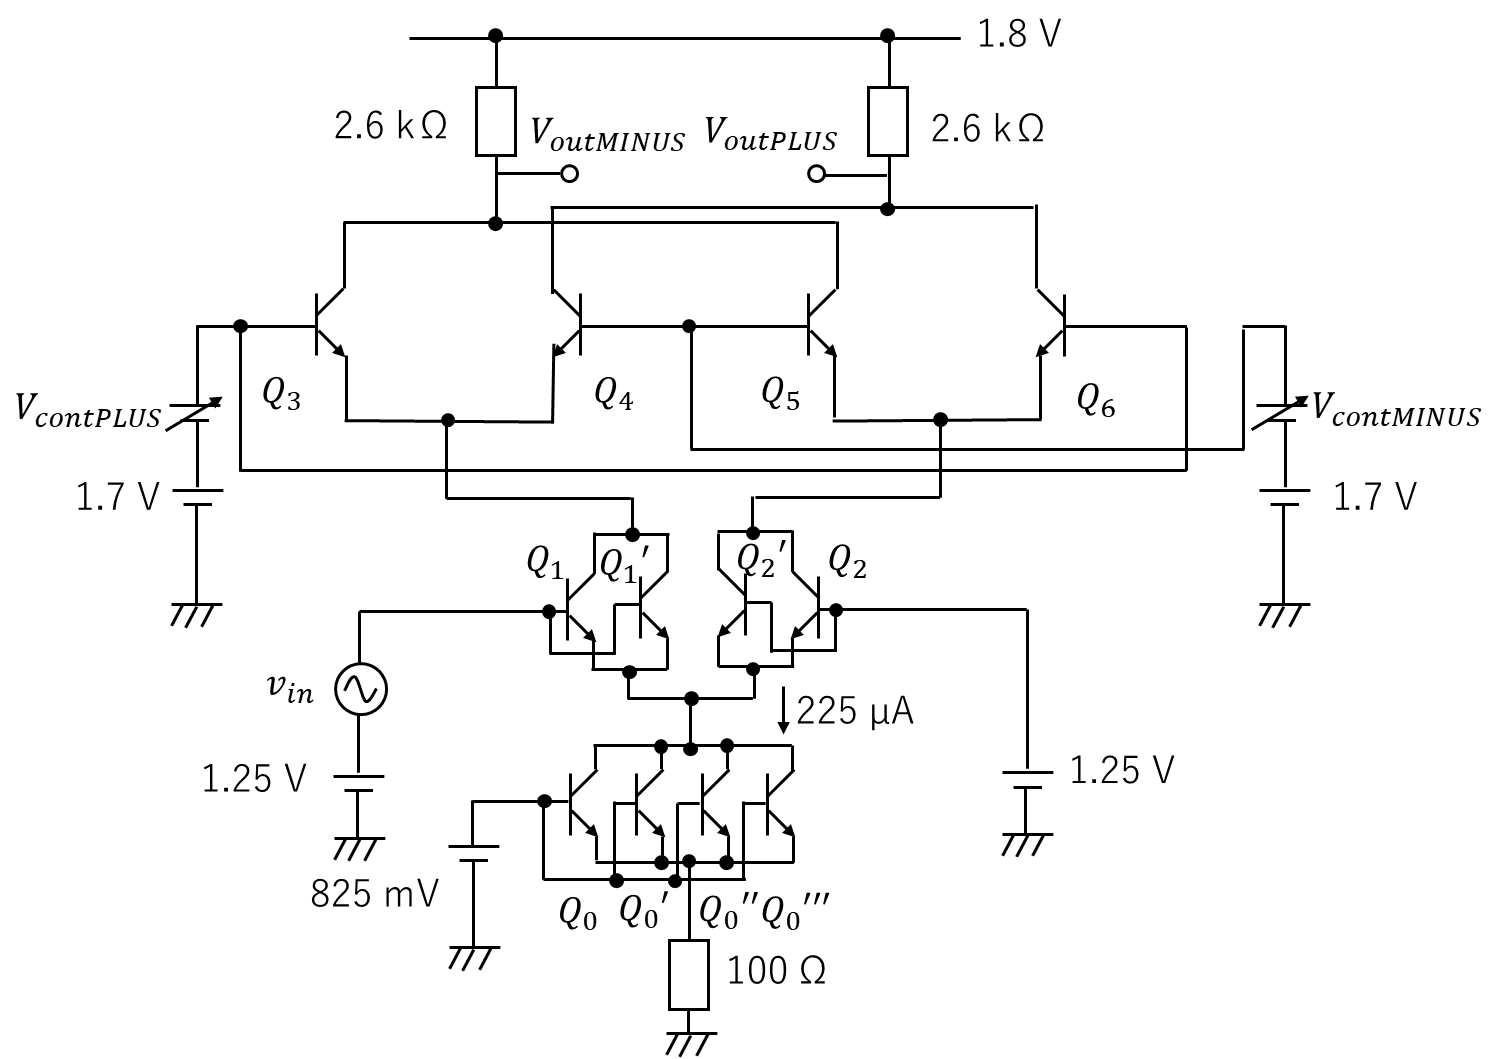 1.8 V
2.6 kΩ
V_outMINUS
V_outPLUS
2.6 kΩ
Q_3
Q_4
Q_5
Q_6
V_contPLUS
V_contMINUS
1.7 V
1.7 V
Q_1
Q_1′
Q_2′
Q_2
v_in
225 μA
1.25 V
1.25 V
825 mV
Q_0
Q_0′
Q_0″
Q_0‴
100 Ω